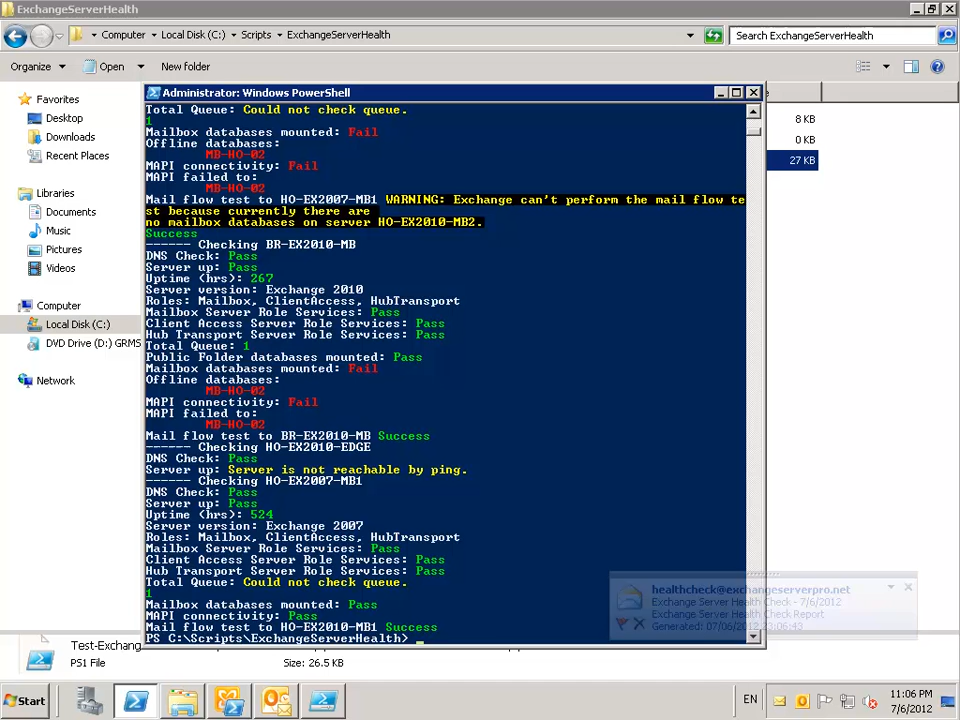 ExchangeServerHealth
Computer
Local Disk (C:)
Scripts
ExchangeServerHealth
Search ExchangeServerHealth
Organize
Open
New folder
Favorites
Desktop
Downloads
Recent Places
Libraries
Documents
Music
Pictures
Videos
Computer
Local Disk (C:)
DVD Drive (D:) GRMS
Network
8 KB
0 KB
27 KB
Administrator: Windows PowerShell
Total Queue: Could not check queue.
1
Mailbox databases mounted: Fail
Offline databases:
MB-HO-02
MAPI connectivity: Fail
MAPI failed to:
MB-HO-02
Mail flow test to HO-EX2007-MB1 WARNING: Exchange can't perform the mail flow te
st because currently there are
no mailbox databases on server HO-EX2010-MB2.
Success
------ Checking BR-EX2010-MB
DNS Check: Pass
Server up: Pass
Uptime (hrs): 267
Server version: Exchange 2010
Roles: Mailbox, ClientAccess, HubTransport
Mailbox Server Role Services: Pass
Client Access Server Role Services: Pass
Hub Transport Server Role Services: Pass
Total Queue: 1
Public Folder databases mounted: Pass
Mailbox databases mounted: Fail
Offline databases:
MB-HO-02
MAPI connectivity: Fail
MAPI failed to:
MB-HO-02
Mail flow test to BR-EX2010-MB Success
------ Checking HO-EX2010-EDGE
DNS Check: Pass
Server up: Server is not reachable by ping.
------ Checking HO-EX2007-MB1
DNS Check: Pass
Server up: Pass
Uptime (hrs): 524
Server version: Exchange 2007
Roles: Mailbox, ClientAccess, HubTransport
Mailbox Server Role Services: Pass
Client Access Server Role Services: Pass
Hub Transport Server Role Services: Pass
Total Queue: Could not check queue.
1
Mailbox databases mounted: Pass
MAPI connectivity: Pass
Mail flow test to HO-EX2010-MB1 Success
PS C:\Scripts\ExchangeServerHealth>
healthcheck@exchangeserverpro.net
Exchange Server Health Check - 7/6/2012
Exchange Server Health Check Report
Generated: 07/06/2012 23:06:43
Test-Exchang
PS1 File
Size: 26.5 KB
Start
EN
11:06 PM
7/6/2012